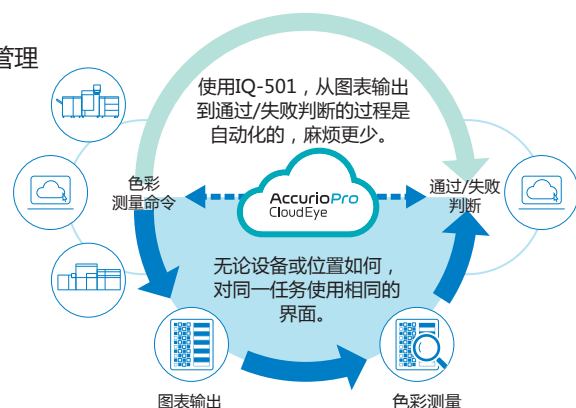 管理
使用IQ-501，从图表输出
到通过/失败判断的过程是
自动化的，麻烦更少。
色彩
测量命令
AccurioPro
CloudEye
通过/失败
判断
无论设备或位置如何，
对同一任务使用相同的
界面。
图表输出
色彩测量